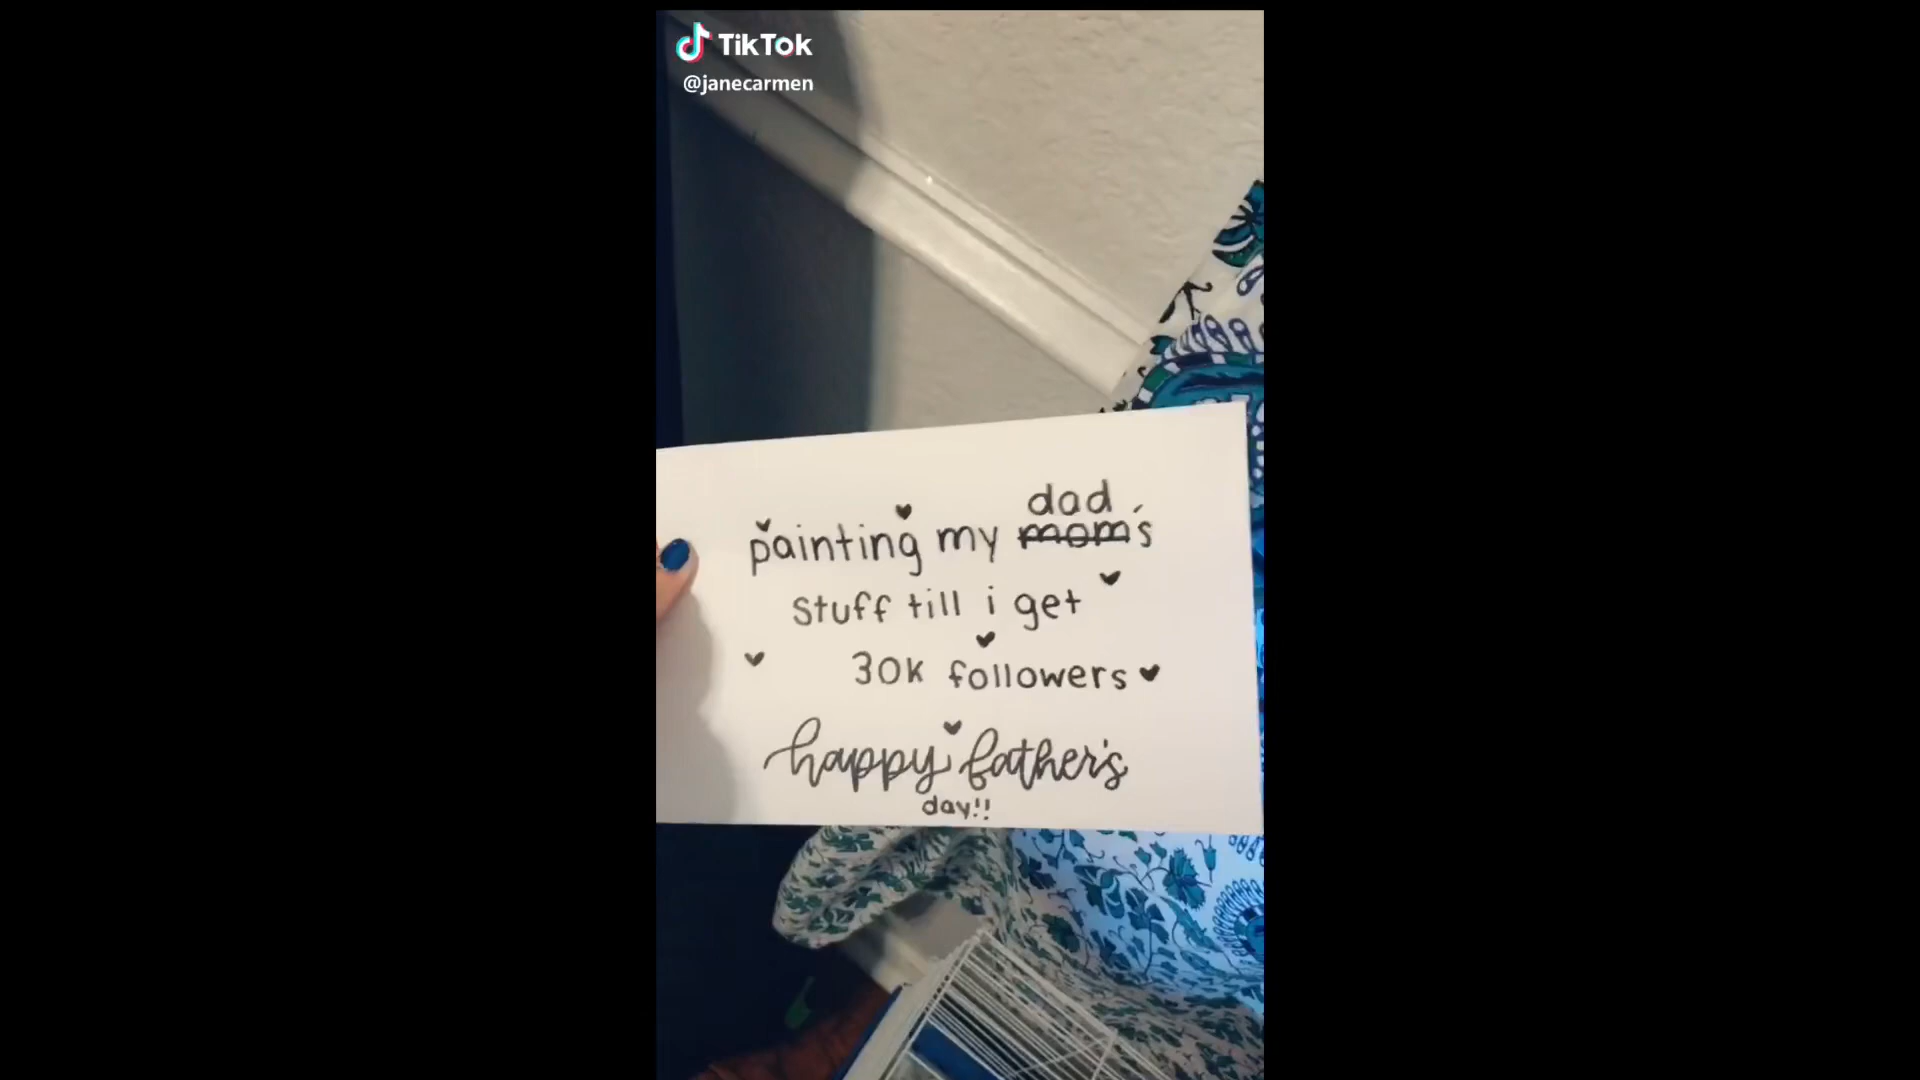 TikTok
@janecarmen
dad
painting my mom's
stuff till i get
30k followers
happy father's
day!!